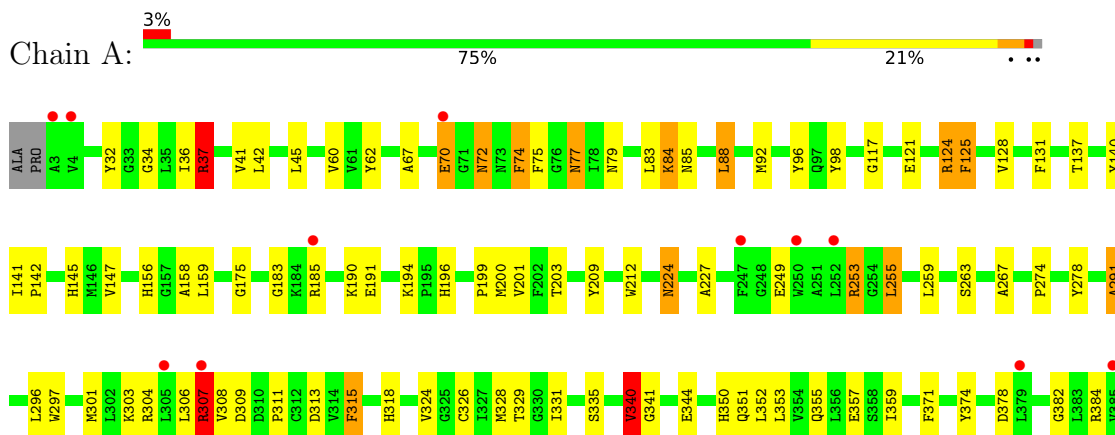 3%
Chain A:
75% 21% . ..
ALA PRO A3 V4 Y32 G33 G34 L35 I36 R37 V41 L42 L45 V60 V61 Y62 A67 E70 G71 N72 N73 F74 F75 G76 N77 I78 N79 L83 K84 N85 L88 M92 Y96 Q97 Y98 G117 E121 R124 F125 V128 F131 T137 Y140
I141 P142 H145 M146 V147 H156 G157 A158 L159 G175 G183 K184 R185 K190 E191 K194 P195 H196 P199 M200 V201 F202 T203 Y209 W212 N224 A227 F247 G248 E249 W250 A251 L252 R253 G254 L255 L259 S263 A267 P274 Y278 A291
L296 W297 M301 L302 K303 R304 L305 L306 R307 V308 D309 D310 P311 C312 D313 V314 F315 H318 V324 G325 C326 I327 M328 T329 G330 I331 S335 V340 G341 E344 H350 Q351 L352 L353 V354 Q355 L356 E357 S358 I359 F371 Y374 D378 L379 G382 L383 R384 V385